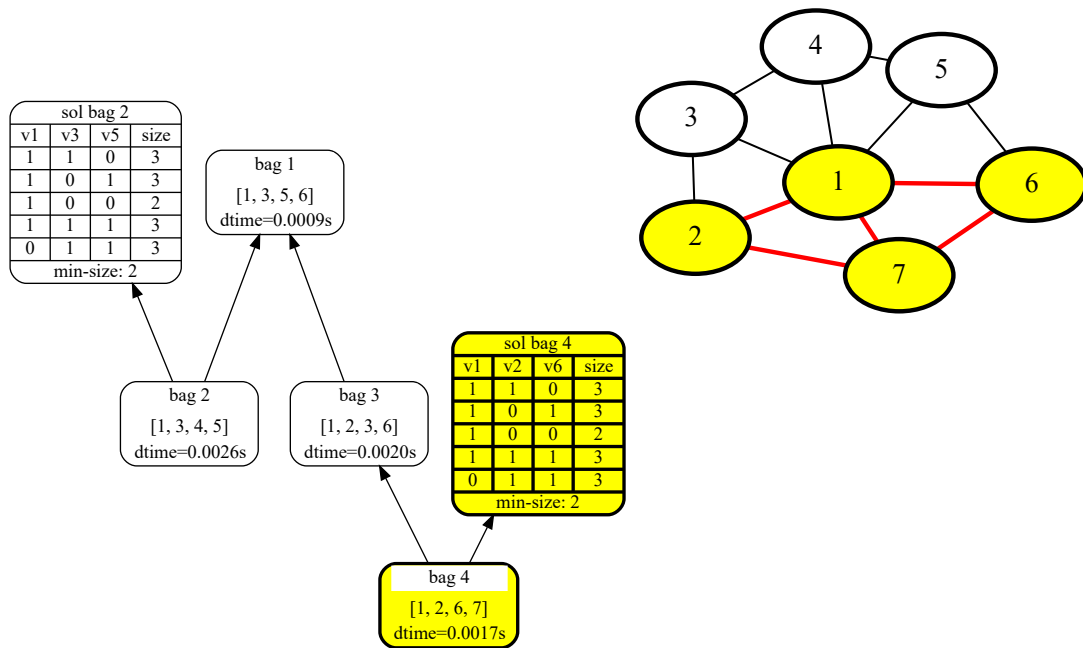 sol bag 2
v1 v3 v5 size
1 1 0 3
1 0 1 3
1 0 0 2
1 1 1 3
0 1 1 3
min-size: 2
bag 1
[1, 3, 5, 6]
dtime=0.0009s
4
5
3
1
6
2
7
bag 2
[1, 3, 4, 5]
dtime=0.0026s
bag 3
[1, 2, 3, 6]
dtime=0.0020s
sol bag 4
v1 v2 v6 size
1 1 0 3
1 0 1 3
1 0 0 2
1 1 1 3
0 1 1 3
min-size: 2
bag 4
[1, 2, 6, 7]
dtime=0.0017s